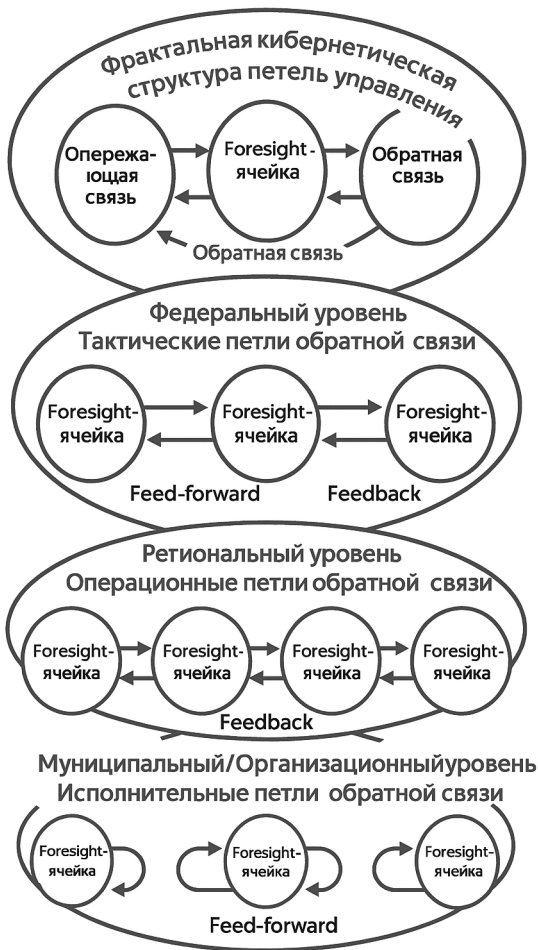 Фрактальная кибернетическая
структура петель управления
Опережа-
ющая
связь
Foresight-
ячейка
Обратная
связь
Обратная связь
Федеральный уровень
Тактические петли обратной связи
Foresight-
ячейка
Foresight-
ячейка
Foresight-
ячейка
Feed-forward
Feedback
Региональный уровень
Операционные петли обратной связи
Foresight-
ячейка
Foresight-
ячейка
Foresight-
ячейка
Foresight-
ячейка
Feedback
Муниципальный/Организационныйуровень
Исполнительные петли обратной связи
Foresight-
ячейка
Foresight-
ячейка
Foresight-
ячейка
Feed-forward